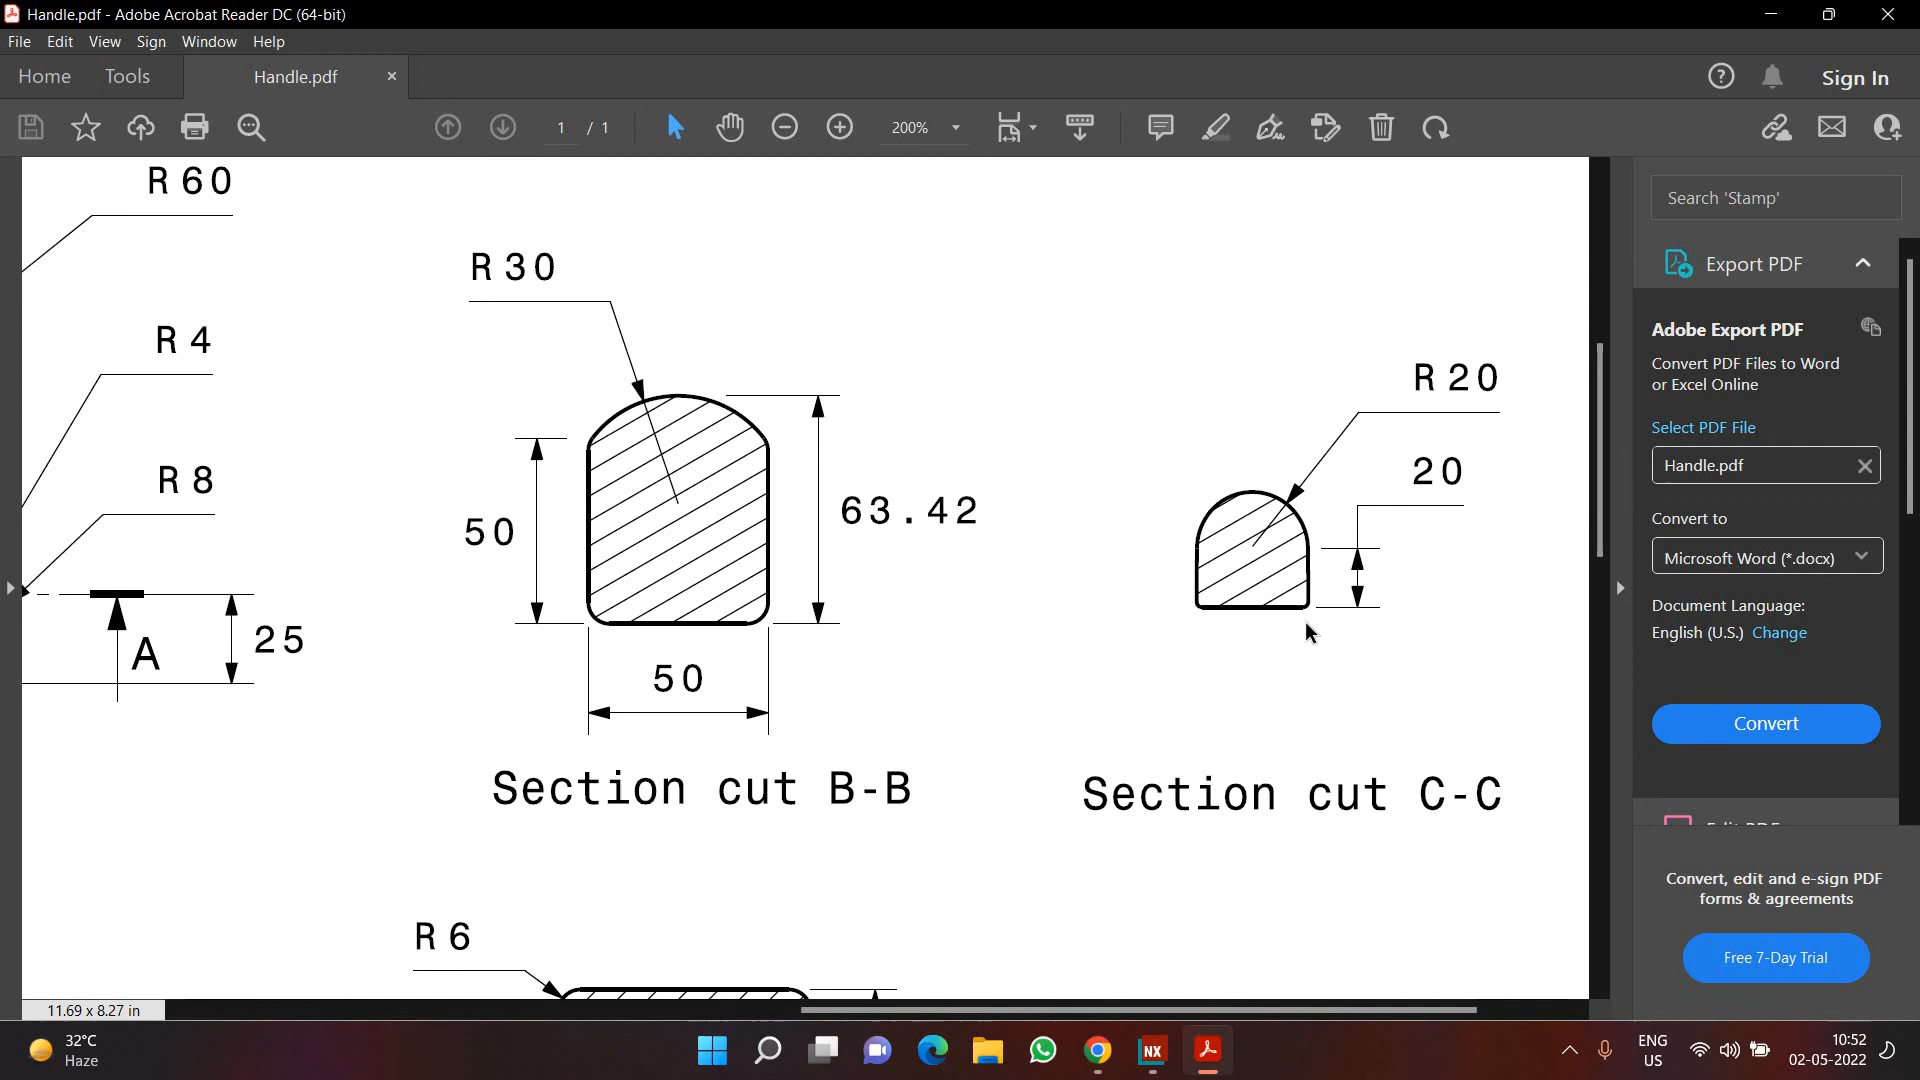 Handle.pdf - Adobe Acrobat Reader DC (64-bit)
File Edit View Sign Window Help
Home Tools Handle.pdf Sign In
1 / 1 200%
R 60
R 4
R 8
A
25
R 30
50
63.42
50
Section cut B-B
R 20
20
Section cut C-C
R 6
11.69 x 8.27 in
Search 'Stamp'
Export PDF
Adobe Export PDF
Convert PDF Files to Word
or Excel Online
Select PDF File
Handle.pdf
Convert to
Microsoft Word (*.docx)
Document Language:
English (U.S.) Change
Convert
Convert, edit and e-sign PDF
forms & agreements
Free 7-Day Trial
32°C
Haze
NX
ENG
US
10:52
02-05-2022